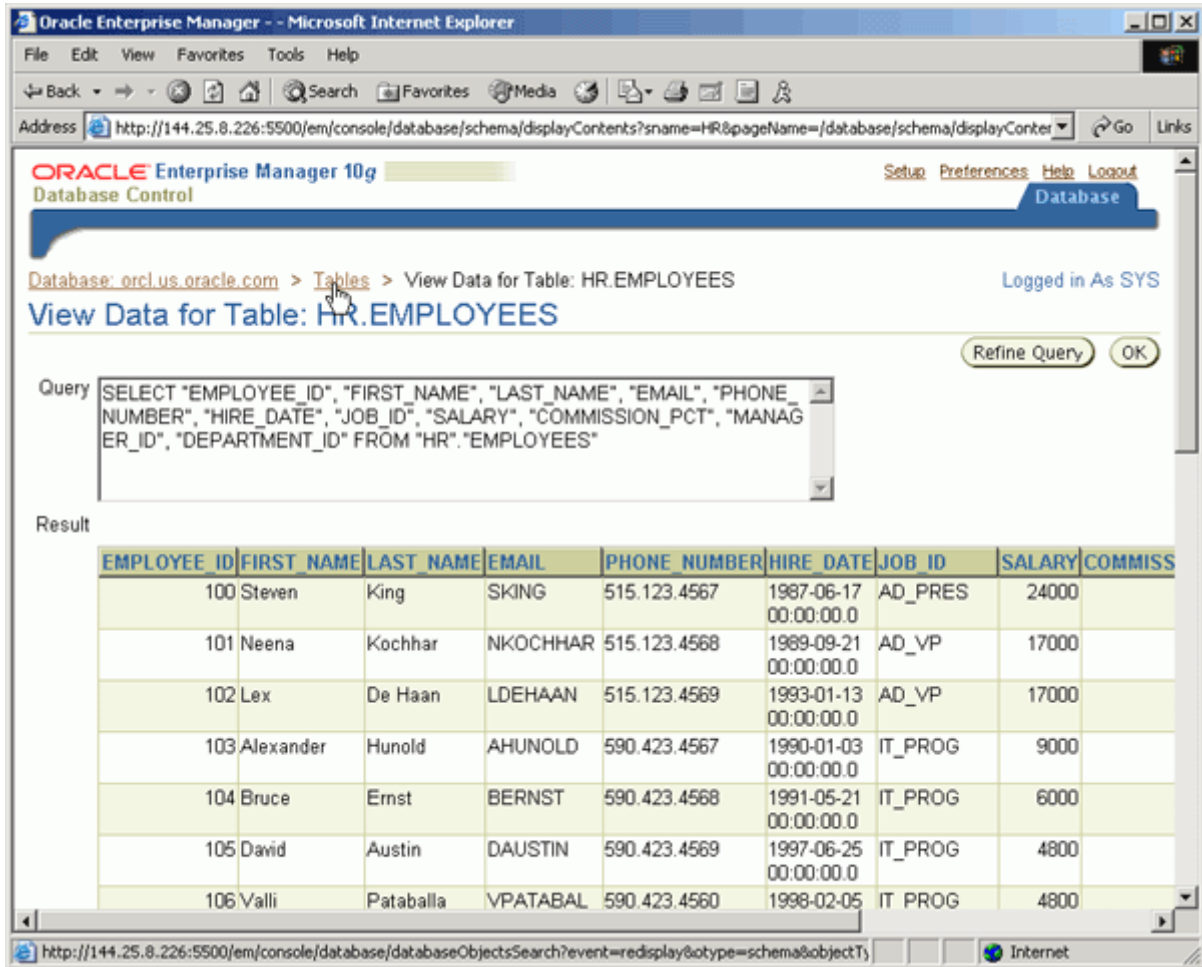 Oracle Enterprise Manager - - Microsoft Internet Explorer
File Edit View Favorites Tools Help
Back Search Favorites Media
Address http://144.25.8.226:5500/em/console/database/schema/displayContents?sname=HR&pageName=/database/schema/displayConter Go Links
ORACLE Enterprise Manager 10g
Database Control
Setup Preferences Help Logout
Database
Database: orcl.us.oracle.com > Tables > View Data for Table: HR.EMPLOYEES
Logged in As SYS
View Data for Table: HR.EMPLOYEES
Refine Query OK
Query
SELECT "EMPLOYEE_ID", "FIRST_NAME", "LAST_NAME", "EMAIL", "PHONE_
NUMBER", "HIRE_DATE", "JOB_ID", "SALARY", "COMMISSION_PCT", "MANAG
ER_ID", "DEPARTMENT_ID" FROM "HR"."EMPLOYEES"
Result
EMPLOYEE_ID FIRST_NAME LAST_NAME EMAIL PHONE_NUMBER HIRE_DATE JOB_ID SALARY COMMISS
100 Steven King SKING 515.123.4567 1987-06-17 AD_PRES 24000
00:00:00.0
101 Neena Kochhar NKOCHHAR 515.123.4568 1989-09-21 AD_VP 17000
00:00:00.0
102 Lex De Haan LDEHAAN 515.123.4569 1993-01-13 AD_VP 17000
00:00:00.0
103 Alexander Hunold AHUNOLD 590.423.4567 1990-01-03 IT_PROG 9000
00:00:00.0
104 Bruce Ernst BERNST 590.423.4568 1991-05-21 IT_PROG 6000
00:00:00.0
105 David Austin DAUSTIN 590.423.4569 1997-06-25 IT_PROG 4800
00:00:00.0
106 Valli Pataballa VPATABAL 590.423.4560 1998-02-05 IT_PROG 4800
http://144.25.8.226:5500/em/console/database/databaseObjectsSearch?event=redisplay&otype=schema&objectTy Internet